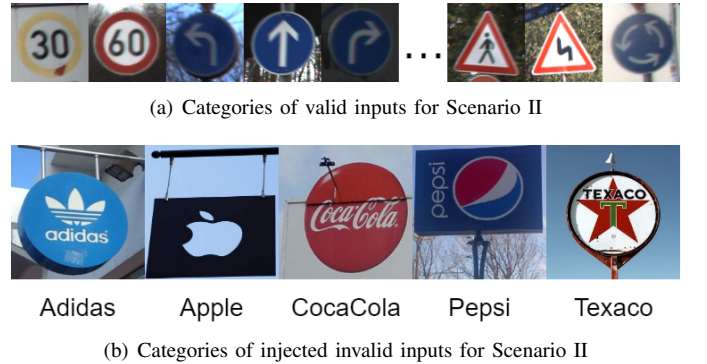 30 60 ...
(a) Categories of valid inputs for Scenario II
adidas Coca-Cola pepsi TEXACO
T
Adidas Apple CocaCola Pepsi Texaco
(b) Categories of injected invalid inputs for Scenario II